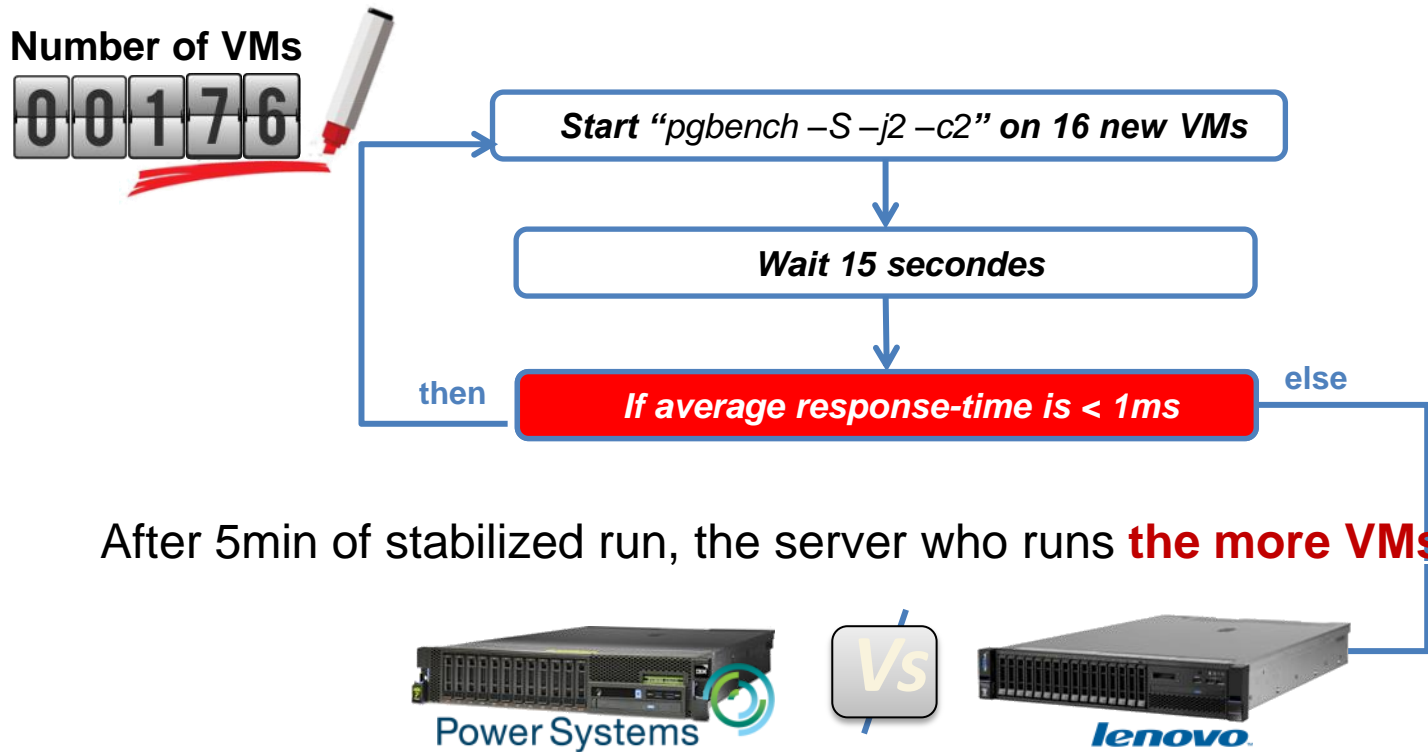 Number of VMs
00176
Start “pgbench –S –j2 –c2” on 16 new VMs
Wait 15 secondes
then
If average response-time is < 1ms
else
After 5min of stabilized run, the server who runs the more VMs
Vs
Power Systems
lenovo